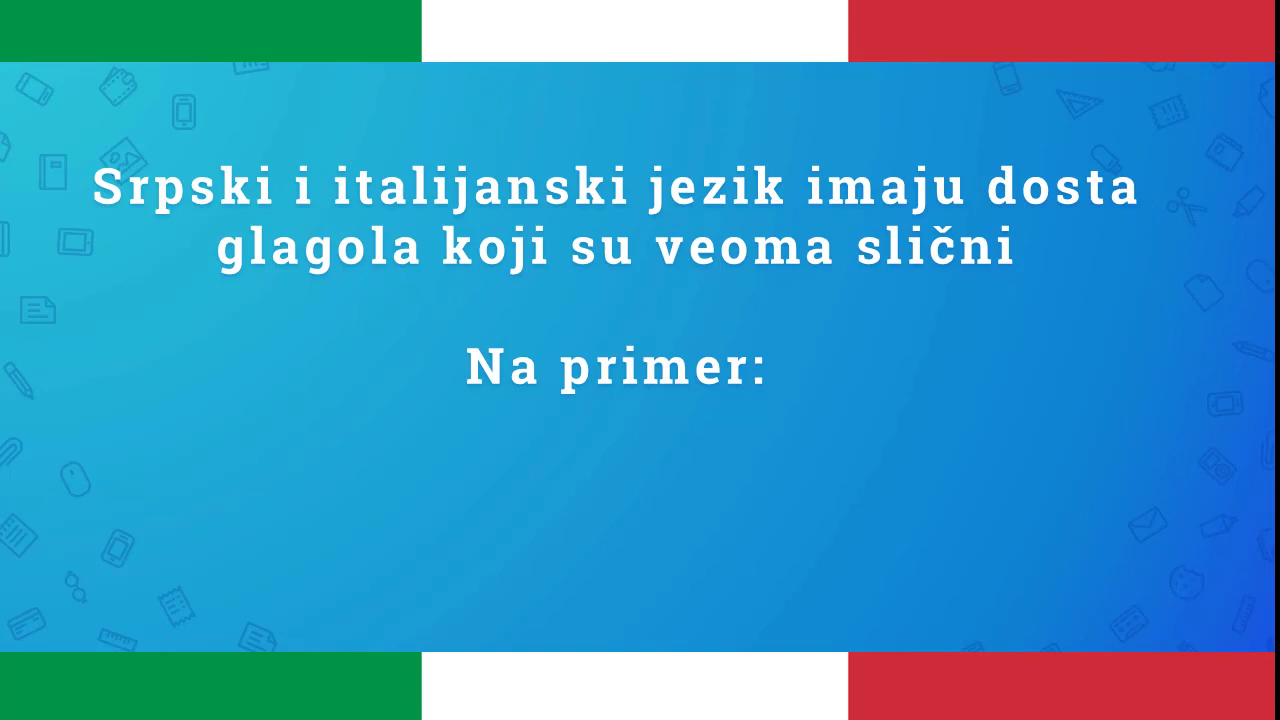 Srpski i italijanski jezik imaju dosta
glagola koji su veoma slični
Na primer: